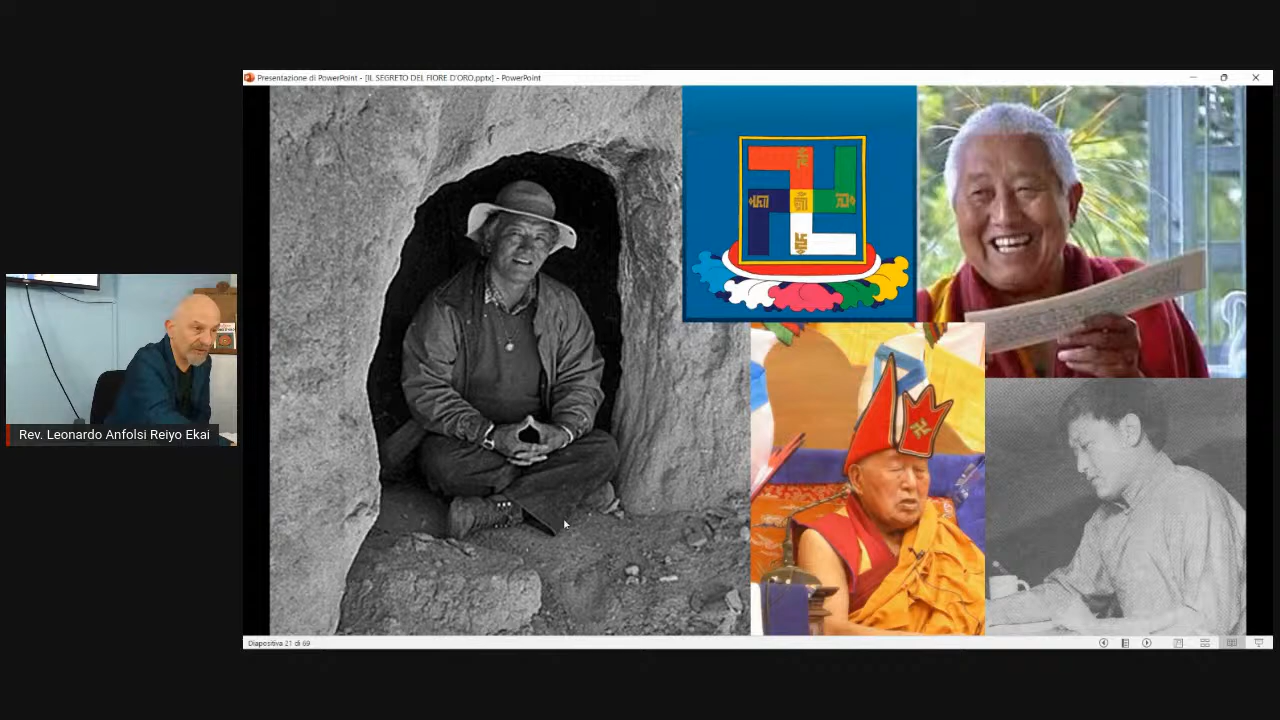 Presentazione di PowerPoint - [IL SEGRETO DEL FIORE D'ORO.pptx] - PowerPoint
Rev. Leonardo Anfolsi Reiyo Ekai
Diapositiva 21 di 69